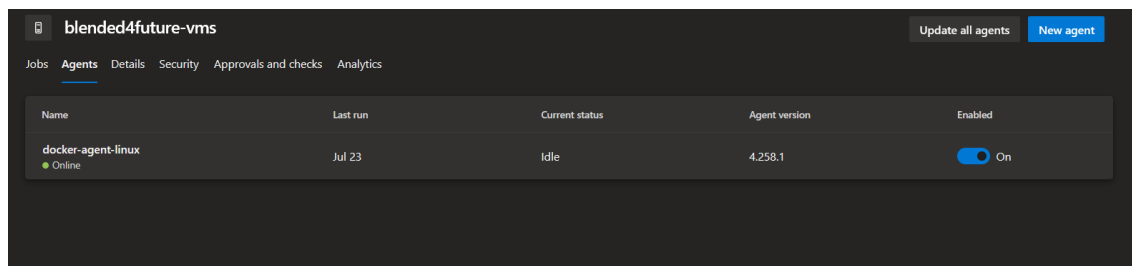 blended4future-vms
Update all agents
New agent
Jobs Agents Details Security Approvals and checks Analytics
Name Last run Current status Agent version Enabled
docker-agent-linux
Online
Jul 23 Idle 4.258.1 On